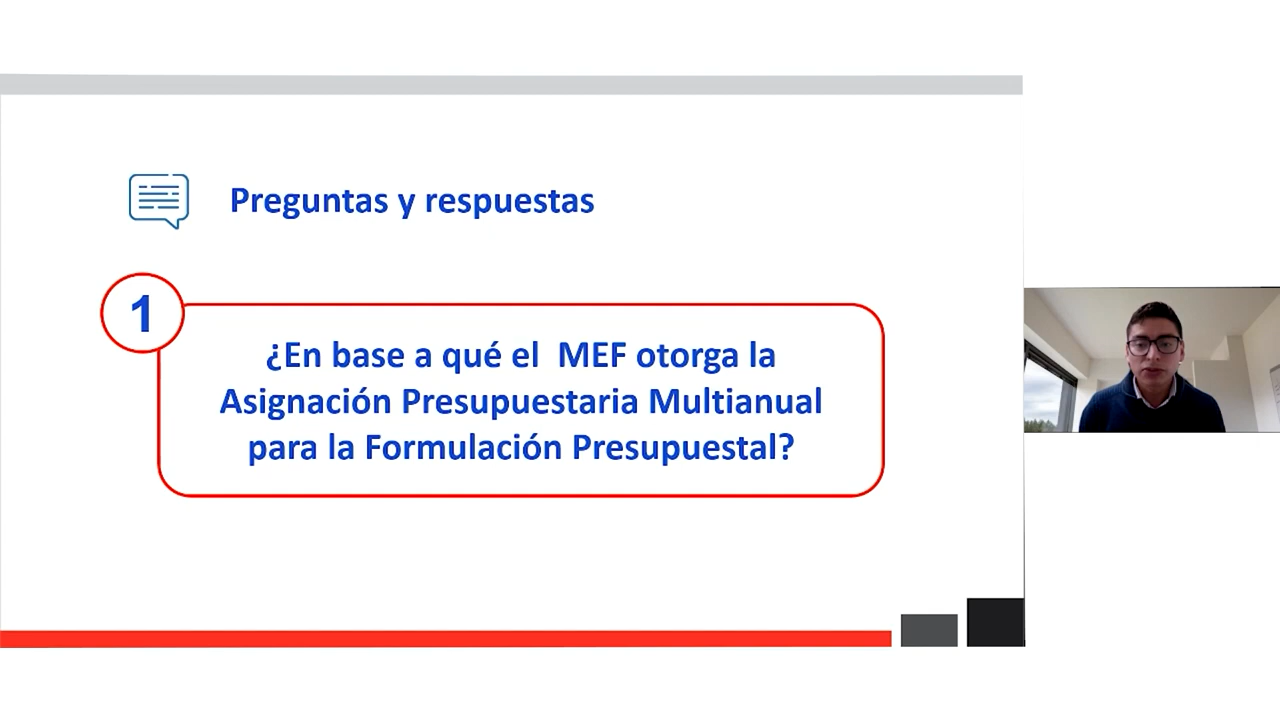 Preguntas y respuestas
1
¿En base a qué el MEF otorga la
Asignación Presupuestaria Multianual
para la Formulación Presupuestal?